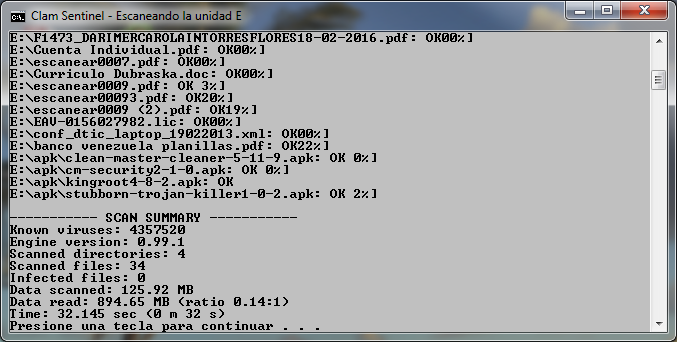 Clam Sentinel - Escaneando la unidad E
E:\F1473_DARIMERCAROLAINTORRESFLORES18-02-2016.pdf: OK00%]
E:\Cuenta Individual.pdf: OK00%]
E:\escanear0007.pdf: OK00%]
E:\Curriculo Dubraska.doc: OK00%]
E:\escanear0009.pdf: OK 3%]
E:\escanear00093.pdf: OK20%]
E:\escanear0009 (2).pdf: OK19%]
E:\EAV-0156027982.lic: OK00%]
E:\conf_dtic_laptop_19022013.xml: OK00%]
E:\banco venezuela planillas.pdf: OK22%]
E:\apk\clean-master-cleaner-5-11-9.apk: OK 0%]
E:\apk\cm-security2-1-0.apk: OK 0%]
E:\apk\kingroot4-8-2.apk: OK
E:\apk\stubborn-trojan-killer1-0-2.apk: OK 2%]
----------- SCAN SUMMARY -----------
Known viruses: 4357520
Engine version: 0.99.1
Scanned directories: 4
Scanned files: 34
Infected files: 0
Data scanned: 125.92 MB
Data read: 894.65 MB (ratio 0.14:1)
Time: 32.145 sec (0 m 32 s)
Presione una tecla para continuar . . .